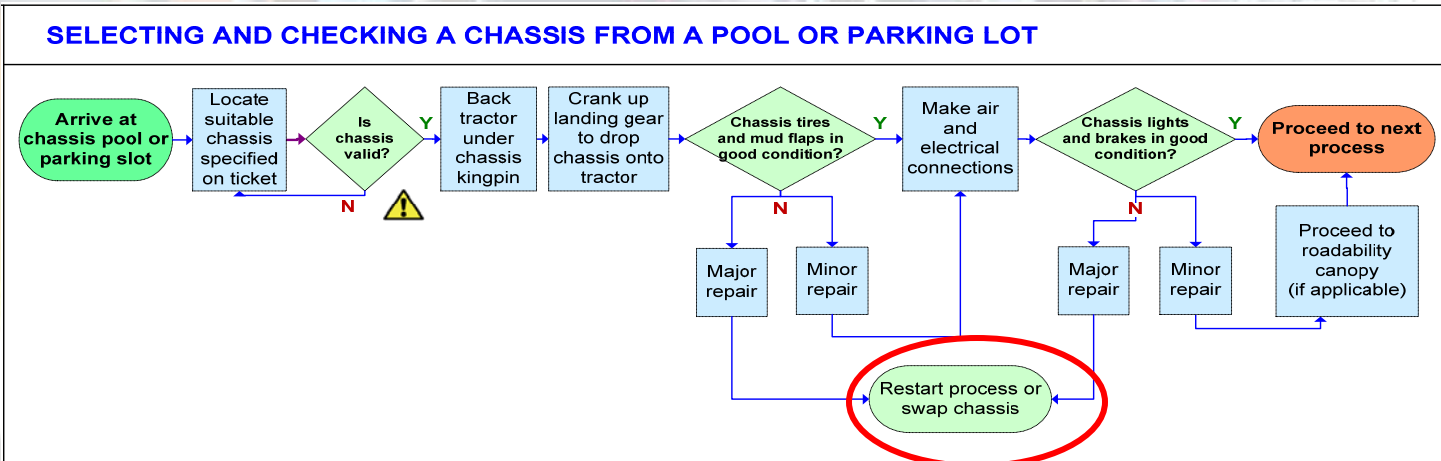 SELECTING AND CHECKING A CHASSIS FROM A POOL OR PARKING LOT
Arrive at
chassis pool or
parking slot
Locate
suitable
chassis
specified
on ticket
Is
chassis
valid?
Y
N
Back
tractor
under
chassis
kingpin
Crank up
landing gear
to drop
chassis onto
tractor
Chassis tires
and mud flaps in
good condition?
Y
N
Major
repair
Minor
repair
Make air
and
electrical
connections
Chassis lights
and brakes in good
condition?
Y
N
Major
repair
Minor
repair
Proceed to next
process
Proceed to
roadability
canopy
(if applicable)
Restart process or
swap chassis